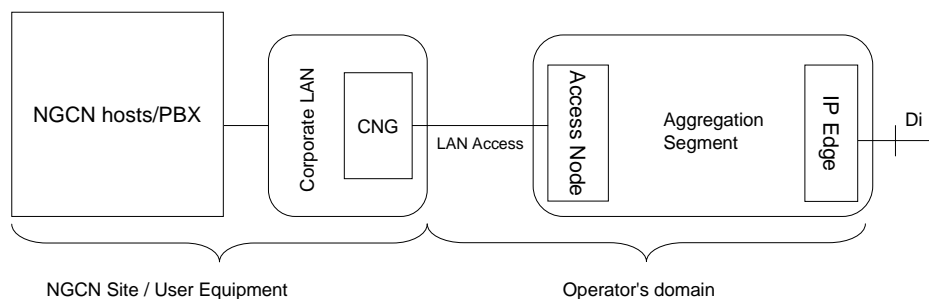 NGCN hosts/PBX
Corporate LAN
CNG
LAN Access
Access Node
Aggregation
Segment
IP Edge
Di
NGCN Site / User Equipment
Operator's domain